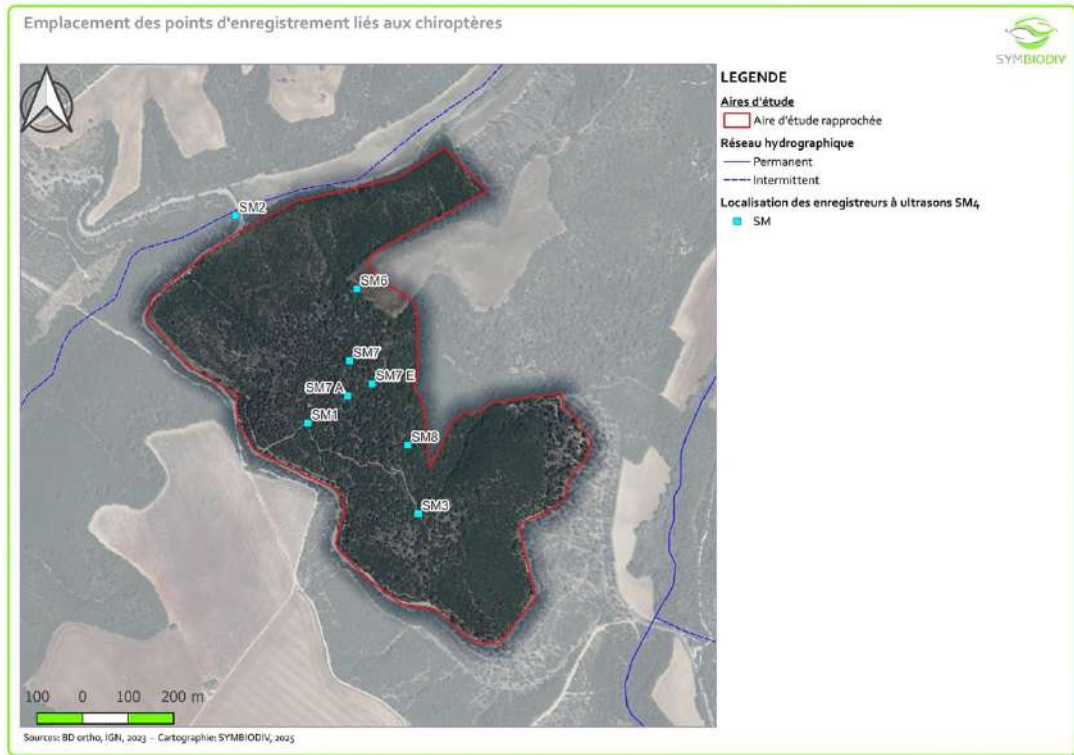 Emplacement des points d'enregistrement liés aux chiroptères
SYMBIODIV
LEGENDE
Aires d'étude
Aire d'étude rapprochée
Réseau hydrographique
Permanent
Intermittent
Localisation des enregistreurs à ultrasons SM4
SM
SM2
SM6
SM7
SM7 E
SM7 A
SM1
SM8
SM3
100 0 100 200 m
Sources: BD ortho, IGN, 2023 - Cartographie: SYMBIODIV, 2025